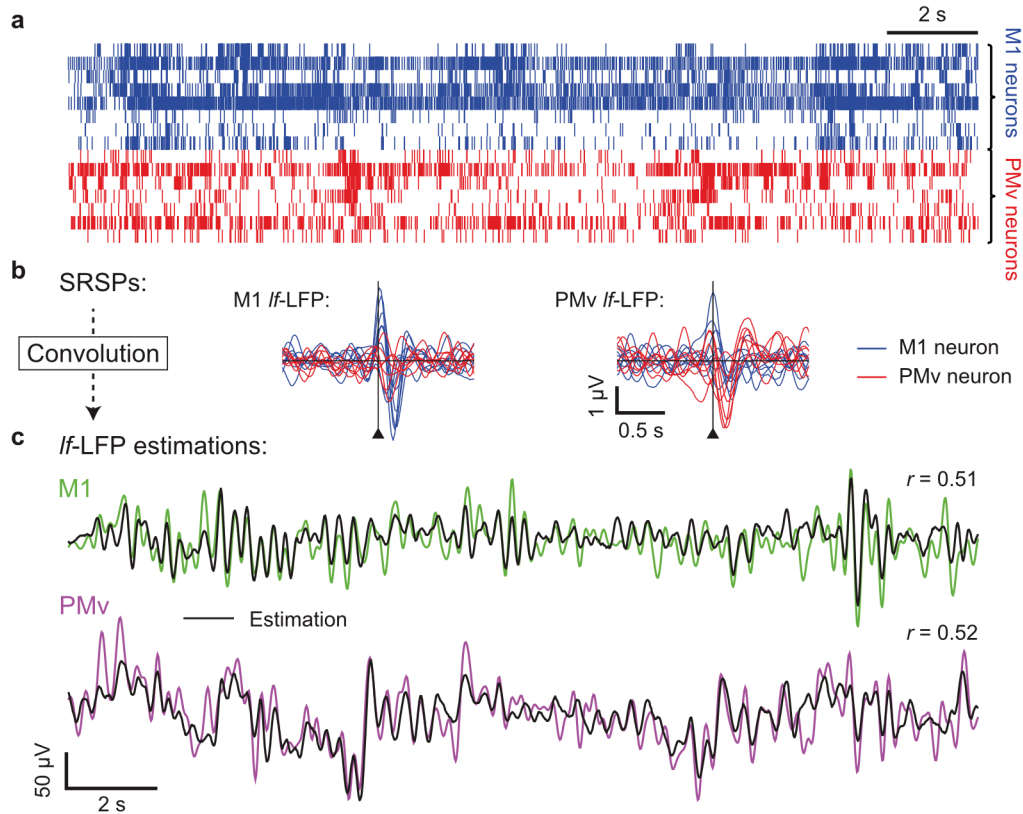 a
2 s
M1 neurons
PMv neurons
b
SRSPs:
Convolution
M1 lf-LFP:
PMv lf-LFP:
M1 neuron
PMv neuron
1 μV
0.5 s
c
lf-LFP estimations:
M1
r = 0.51
PMv
Estimation
r = 0.52
50 μV
2 s